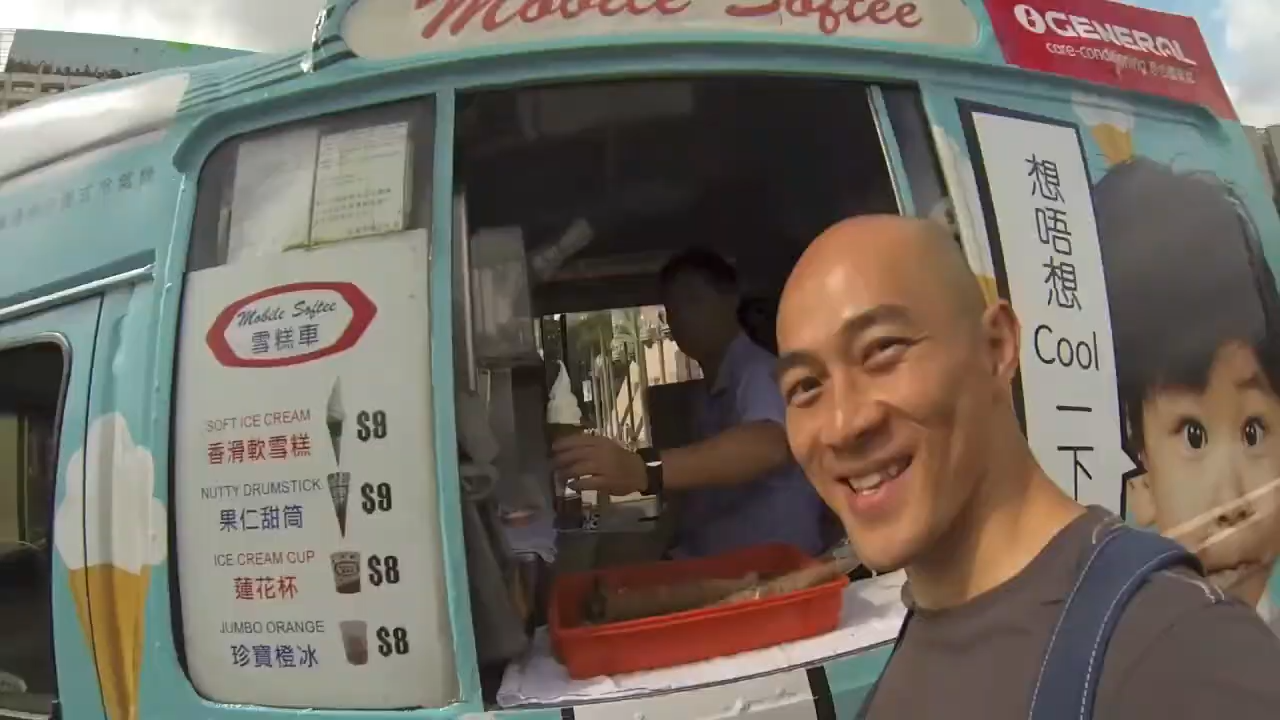 Mobile Softee
GENERAL
care-conditioning
Mobile Softee
雪糕車
SOFT ICE CREAM
香滑軟雪糕
$9
NUTTY DRUMSTICK
果仁甜筒
$9
ICE CREAM CUP
蓮花杯
$8
JUMBO ORANGE
珍寶橙冰
$8
想
唔
想
Cool
一
下